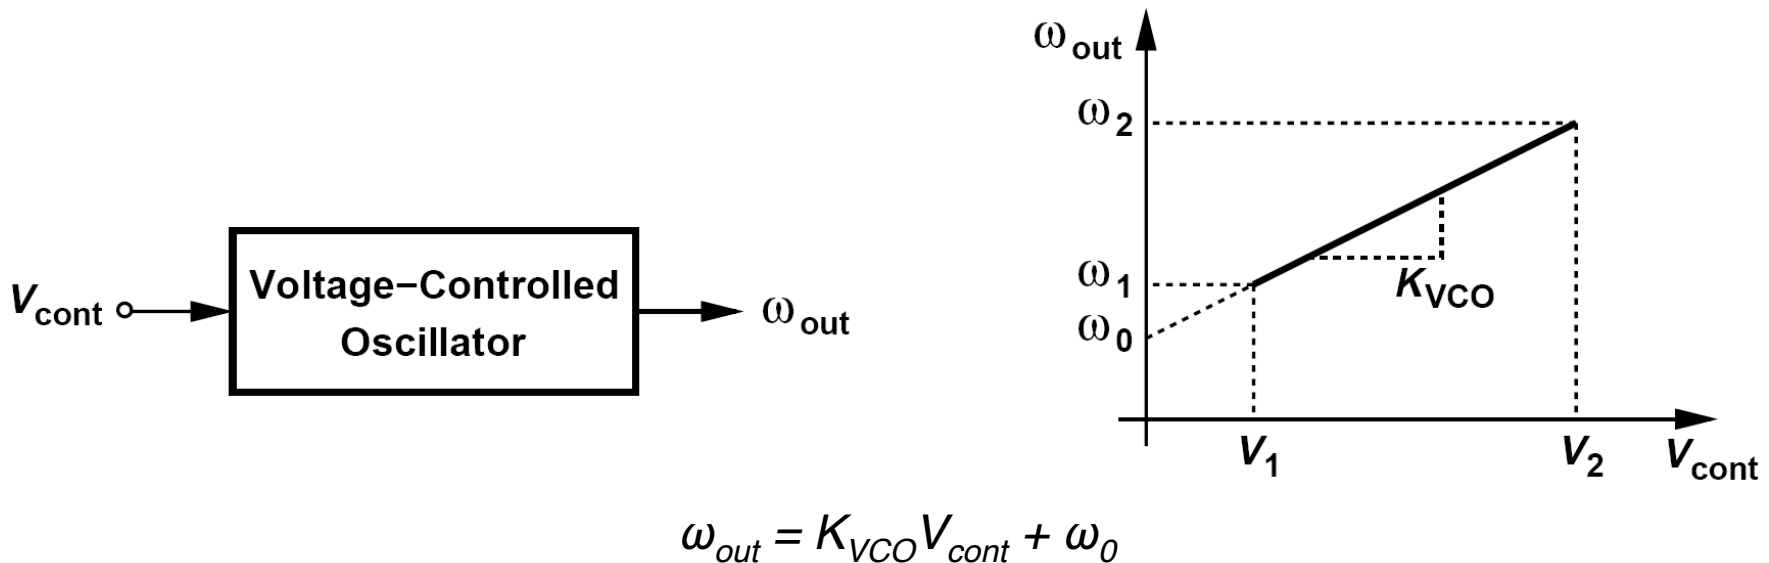 V_cont
Voltage–Controlled
Oscillator
ω_out
ω_out
ω_2
ω_1
ω_0
K_VCO
V_1
V_2
V_cont
ω_out = K_VCO V_cont + ω_0